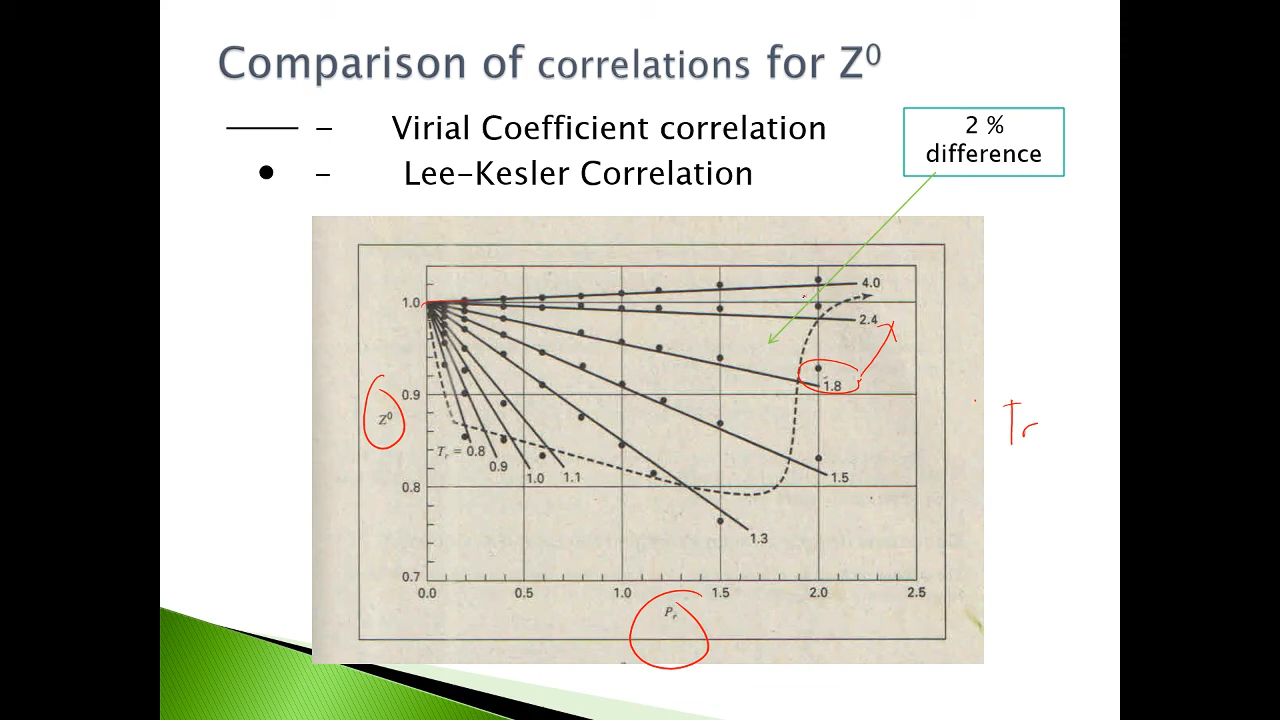 Comparison of correlations for Z⁰
– Virial Coefficient correlation
– Lee-Kesler Correlation
2 %
difference
1.0
0.9
0.8
0.7
Z⁰
4.0
2.4
1.8
1.5
1.3
Tᵣ = 0.8
0.9
1.0
1.1
0.0
0.5
1.0
1.5
2.0
2.5
Pᵣ
Tr